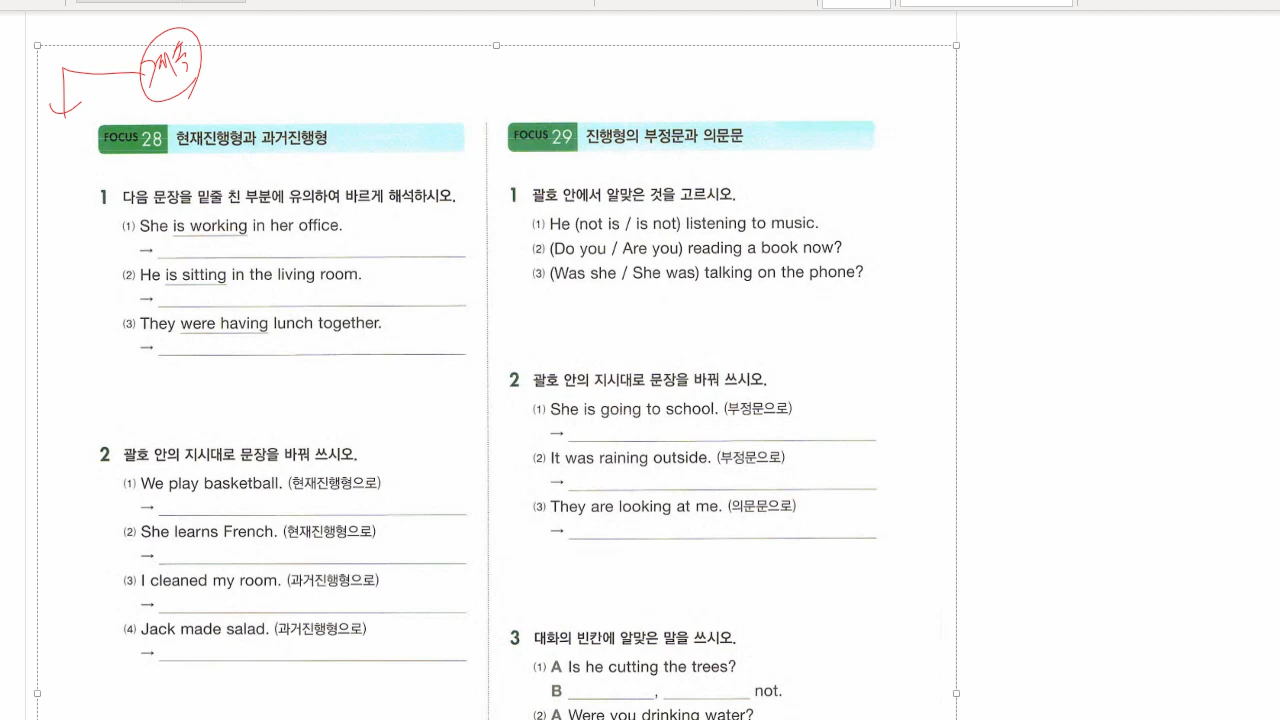 계속
FOCUS 28 현재진행형과 과거진행형
1 다음 문장을 밑줄 친 부분에 유의하여 바르게 해석하시오.
(1) She is working in her office.
→
(2) He is sitting in the living room.
→
(3) They were having lunch together.
→
2 괄호 안의 지시대로 문장을 바꿔 쓰시오.
(1) We play basketball. (현재진행형으로)
→
(2) She learns French. (현재진행형으로)
→
(3) I cleaned my room. (과거진행형으로)
→
(4) Jack made salad. (과거진행형으로)
→
FOCUS 29 진행형의 부정문과 의문문
1 괄호 안에서 알맞은 것을 고르시오.
(1) He (not is / is not) listening to music.
(2) (Do you / Are you) reading a book now?
(3) (Was she / She was) talking on the phone?
2 괄호 안의 지시대로 문장을 바꿔 쓰시오.
(1) She is going to school. (부정문으로)
→
(2) It was raining outside. (부정문으로)
→
(3) They are looking at me. (의문문으로)
→
3 대화의 빈칸에 알맞은 말을 쓰시오.
(1) A Is he cutting the trees?
B __________, __________ not.
(2) A Were you drinking water?